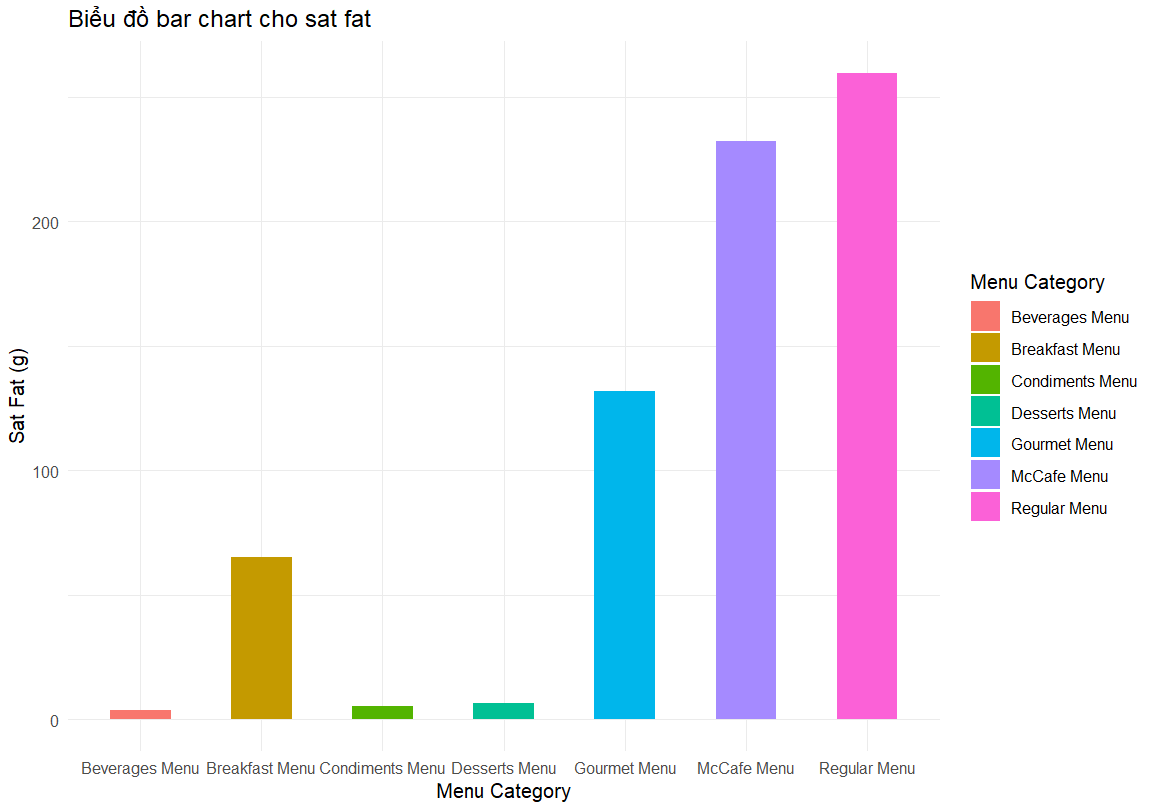 Biểu đồ bar chart cho sat fat
Sat Fat (g)
200
100
0
Beverages Menu Breakfast Menu Condiments Menu Desserts Menu Gourmet Menu McCafe Menu Regular Menu
Menu Category
Menu Category
Beverages Menu
Breakfast Menu
Condiments Menu
Desserts Menu
Gourmet Menu
McCafe Menu
Regular Menu